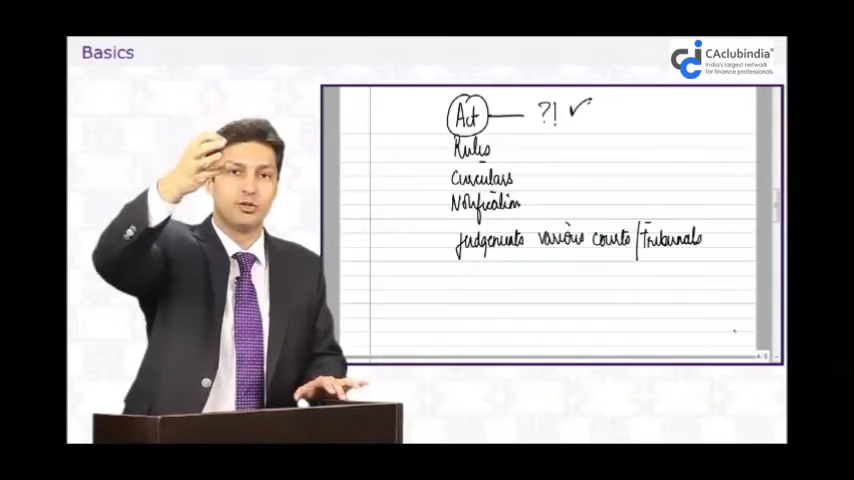 Basics
CAclubindia
India's largest network
for finance professionals
Act — ?! ✓
Rules
Circulars
Notification
Judgements various courts/Tribunals